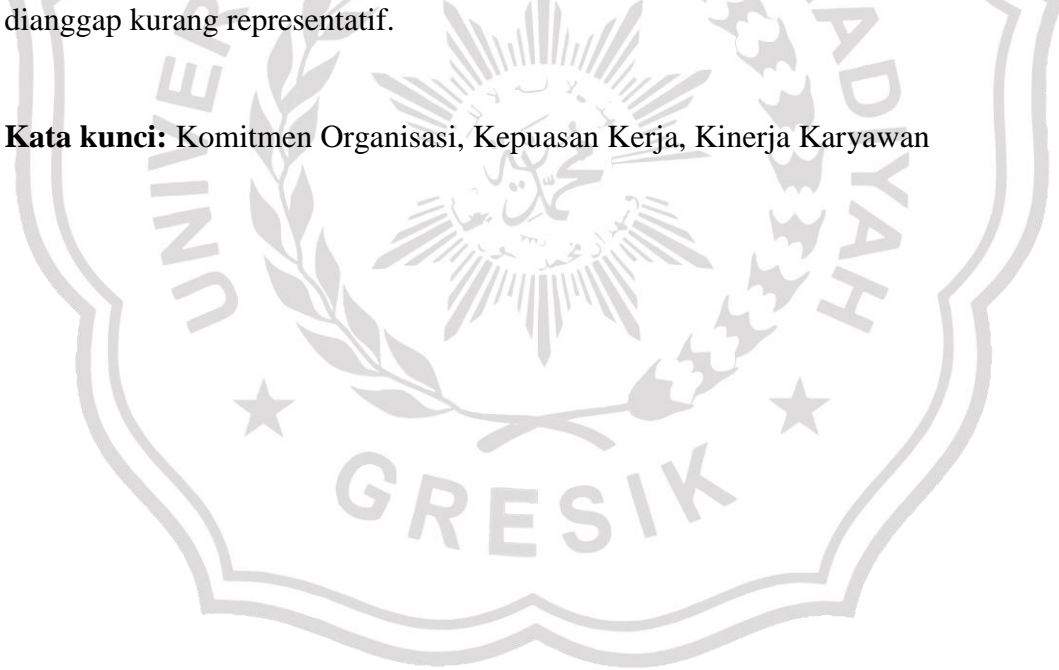 dianggap kurang representatif.
Kata kunci: Komitmen Organisasi, Kepuasan Kerja, Kinerja Karyawan
GRESIK